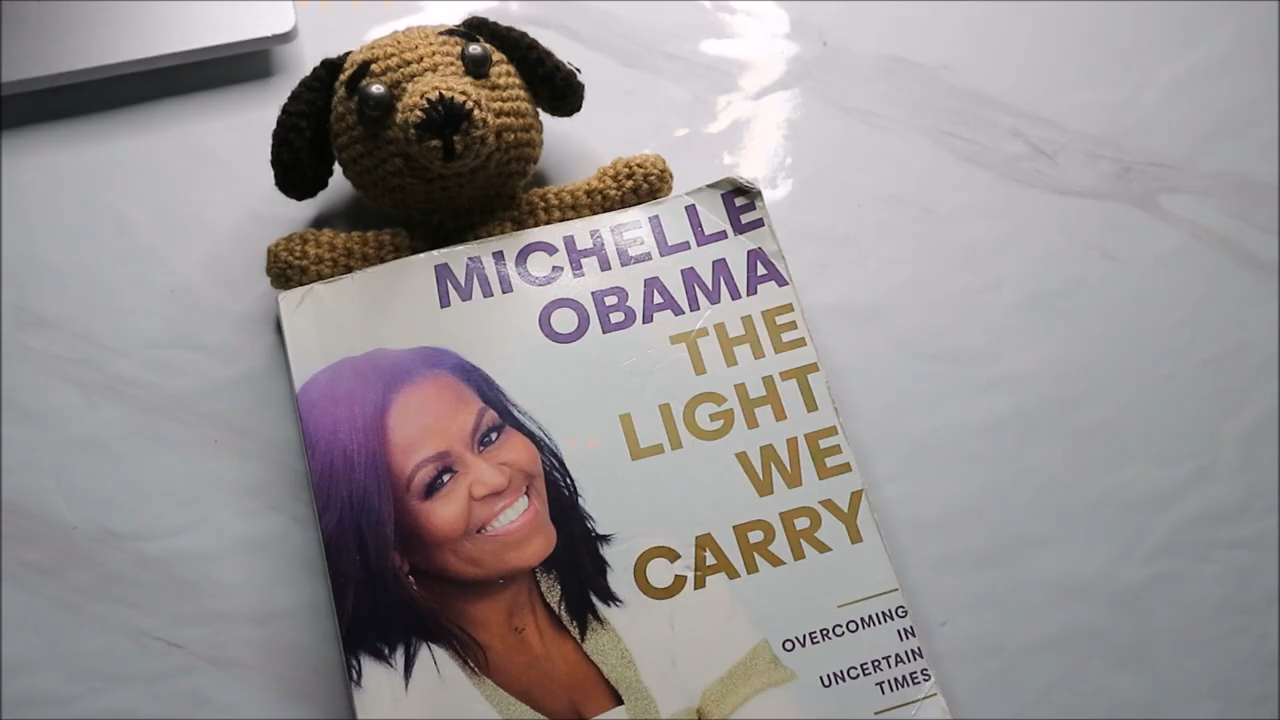 MICHELLE
OBAMA
THE
LIGHT
WE
CARRY
OVERCOMING
IN
UNCERTAIN
TIMES